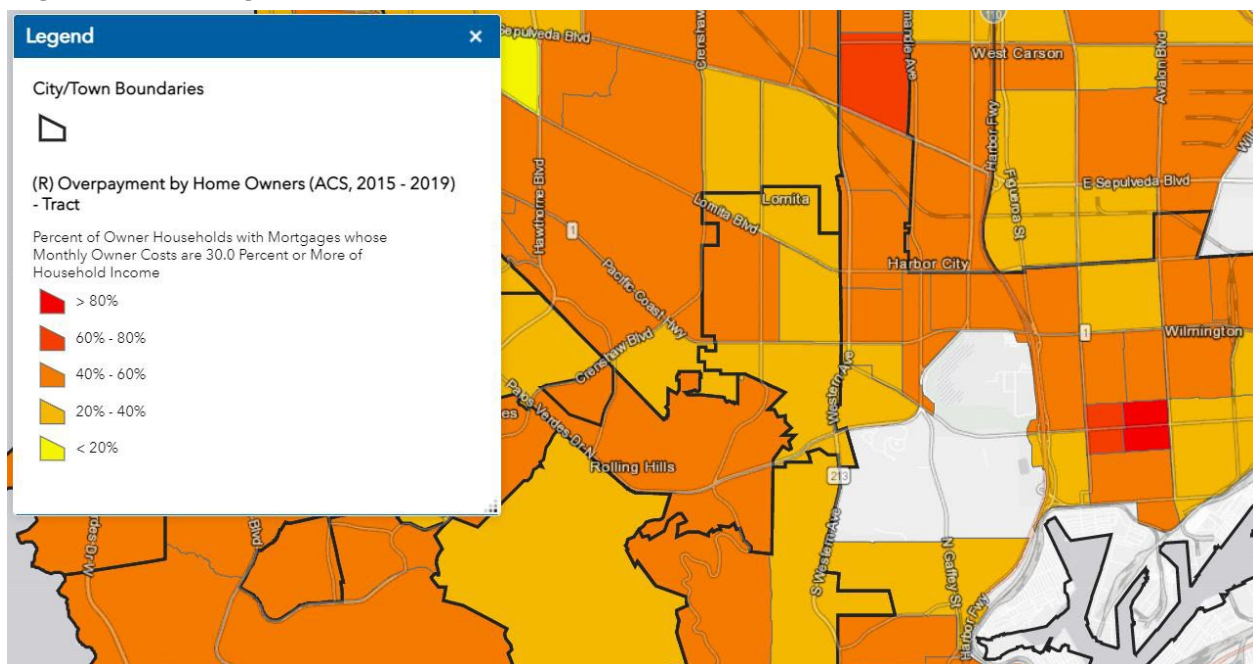 Legend
×
City/Town Boundaries
(R) Overpayment by Home Owners (ACS, 2015 - 2019)
- Tract
Percent of Owner Households with Mortgages whose
Monthly Owner Costs are 30.0 Percent or More of
Household Income
> 80%
60% - 80%
40% - 60%
20% - 40%
< 20%
Sepulveda Blvd
Crenshaw
West Carson
Avalon Blvd
Harbor Fwy
Figueroa St
E Sepulveda Blvd
Hawthorne Blvd
1
Lomita
Lomita Blvd
Pacific Coast Hwy
Harbor City
1
Wilmington
Crenshaw Blvd
Western Ave
Palos Verdes Dr N
Rolling Hills
213
S Western Ave
N Gaffey St
Harbor Fwy
Blvd